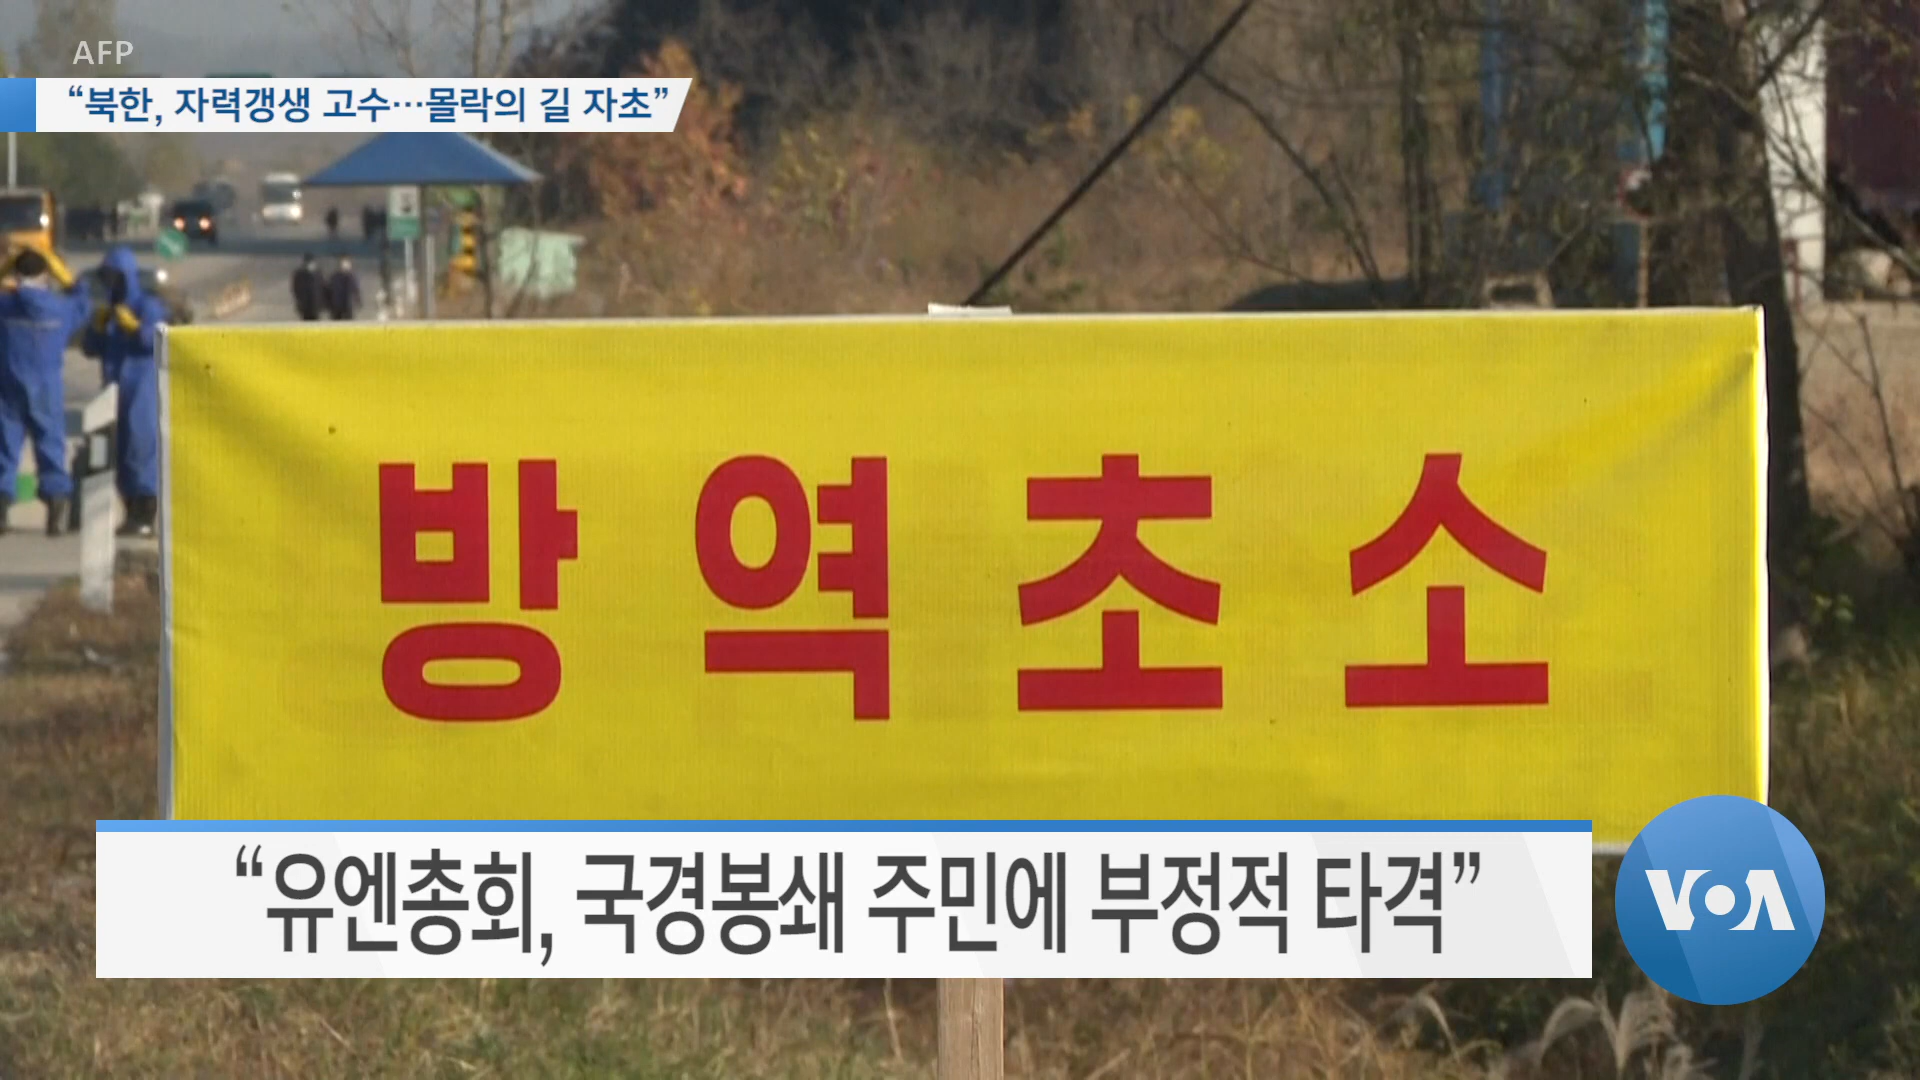 AFP
“북한, 자력갱생 고수…몰락의 길 자초”
방역초소
“유엔총회, 국경봉쇄 주민에 부정적 타격”
VOA